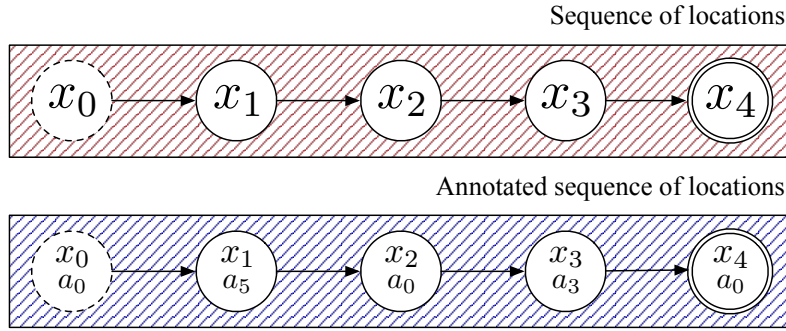 Sequence of locations
x₀ x₁ x₂ x₃ x₄
Annotated sequence of locations
x₀ x₁ x₂ x₃ x₄
a₀ a₅ a₀ a₃ a₀